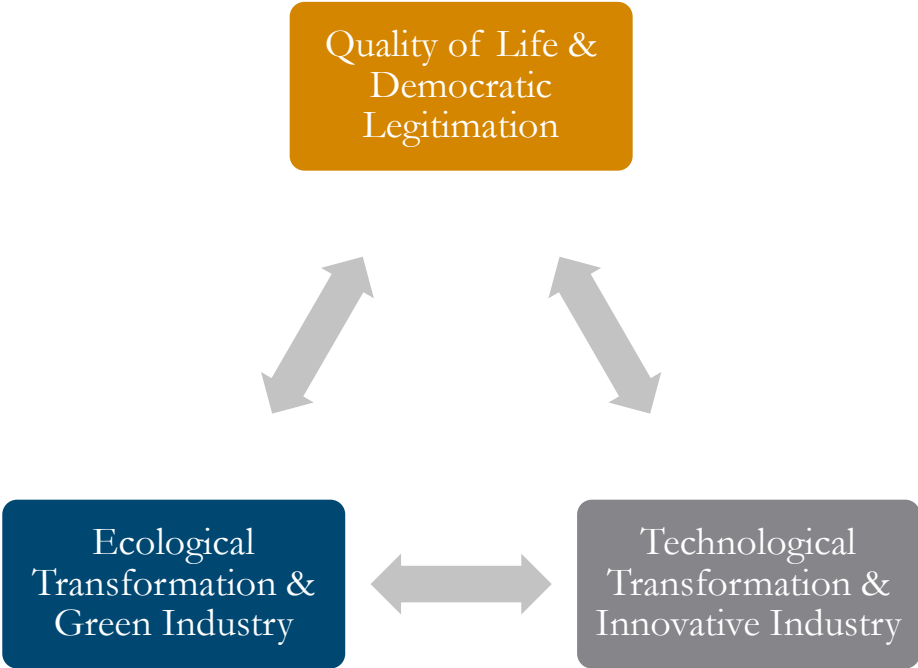 Quality of Life &
Democratic
Legitimation
Ecological
Transformation &
Green Industry
Technological
Transformation &
Innovative Industry